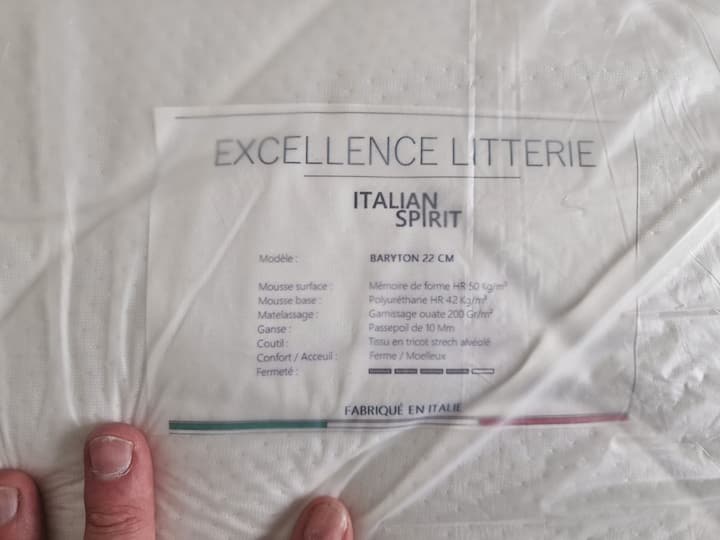 EXCELLENCE LITTERIE
ITALIAN
SPIRIT
Modèle : BARYTON 22 CM
Mousse surface : Mémoire de forme HR 50 Kg/m³
Mousse base : Polyuréthane HR 42 Kg/m³
Matelassage : Garnissage ouate 200 Gr/m²
Ganse : Passepoil de 10 Mm
Coutil : Tissu en tricot strech alvéolé
Confort / Acceuil : Ferme / Moelleux
Fermeté :
FABRIQUÉ EN ITALIE